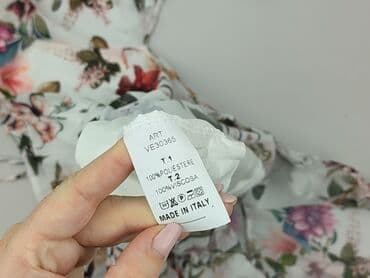 ART.
VE30365
T.1
100%POLIESTERE
T.2
100%VISCOSA
MADE IN ITALY